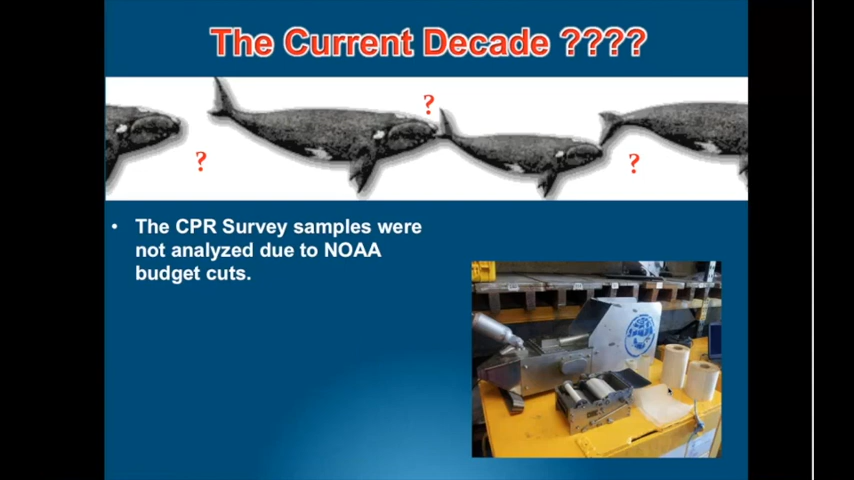 The Current Decade ????
?
?
?
• The CPR Survey samples were
not analyzed due to NOAA
budget cuts.